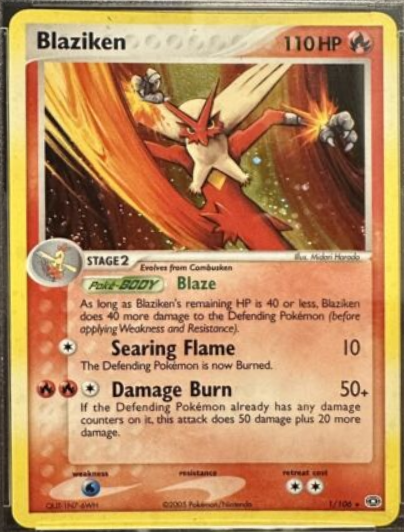 Blaziken 110 HP
Illus. Midori Harada
STAGE 2 Evolves from Combusken
Poké-BODY Blaze
As long as Blaziken's remaining HP is 40 or less, Blaziken
does 40 more damage to the Defending Pokémon (before
applying Weakness and Resistance).
Searing Flame 10
The Defending Pokémon is now Burned.
Damage Burn 50+
If the Defending Pokémon already has any damage
counters on it, this attack does 50 damage plus 20 more
damage.
weakness resistance retreat cost
©2005 Pokémon/Nintendo 1/106 ★